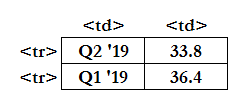 <td> <td>
<tr> Q2 '19 33.8
<tr> Q1 '19 36.4